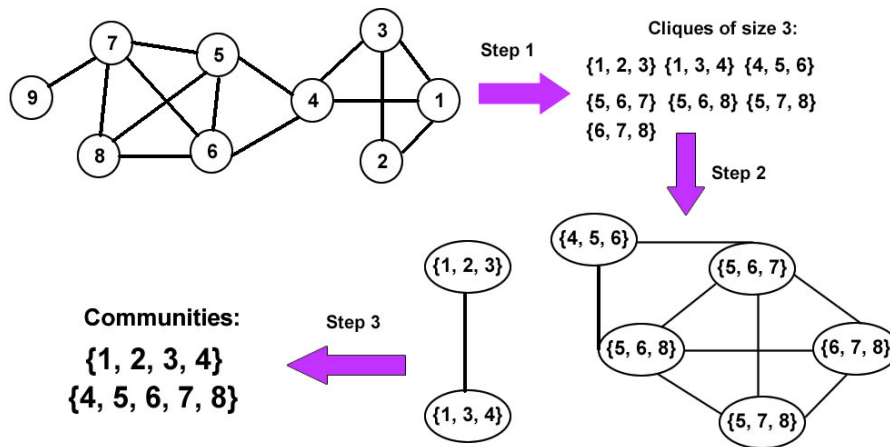 7
5
3
9
4
1
8
6
2
Step 1
Cliques of size 3:
{1, 2, 3} {1, 3, 4} {4, 5, 6}
{5, 6, 7} {5, 6, 8} {5, 7, 8}
{6, 7, 8}
Step 2
{4, 5, 6}
{5, 6, 7}
{5, 6, 8}
{6, 7, 8}
{5, 7, 8}
{1, 2, 3}
{1, 3, 4}
Step 3
Communities:
{1, 2, 3, 4}
{4, 5, 6, 7, 8}